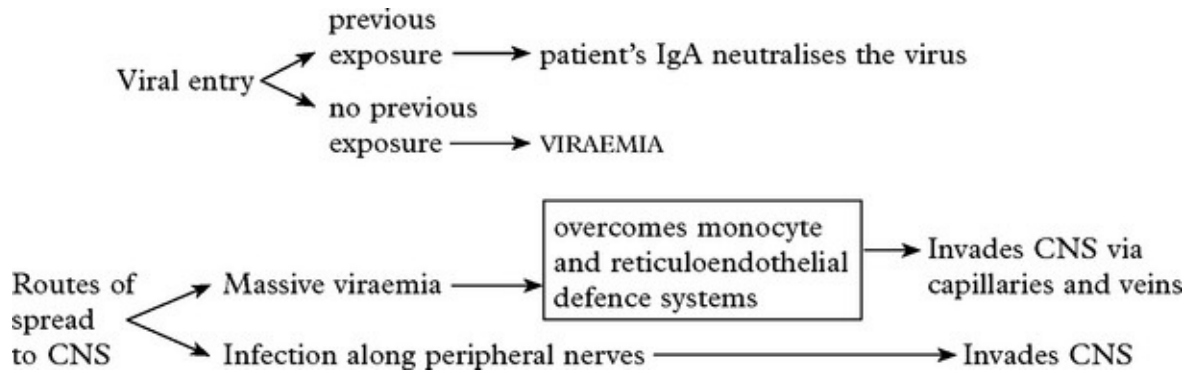 previous
exposure
patient's IgA neutralises the virus
Viral entry
no previous
exposure
VIRAEMIA
overcomes monocyte
and reticuloendothelial
defence systems
Invades CNS via
capillaries and veins
Routes of
spread
to CNS
Massive viraemia
Infection along peripheral nerves
Invades CNS